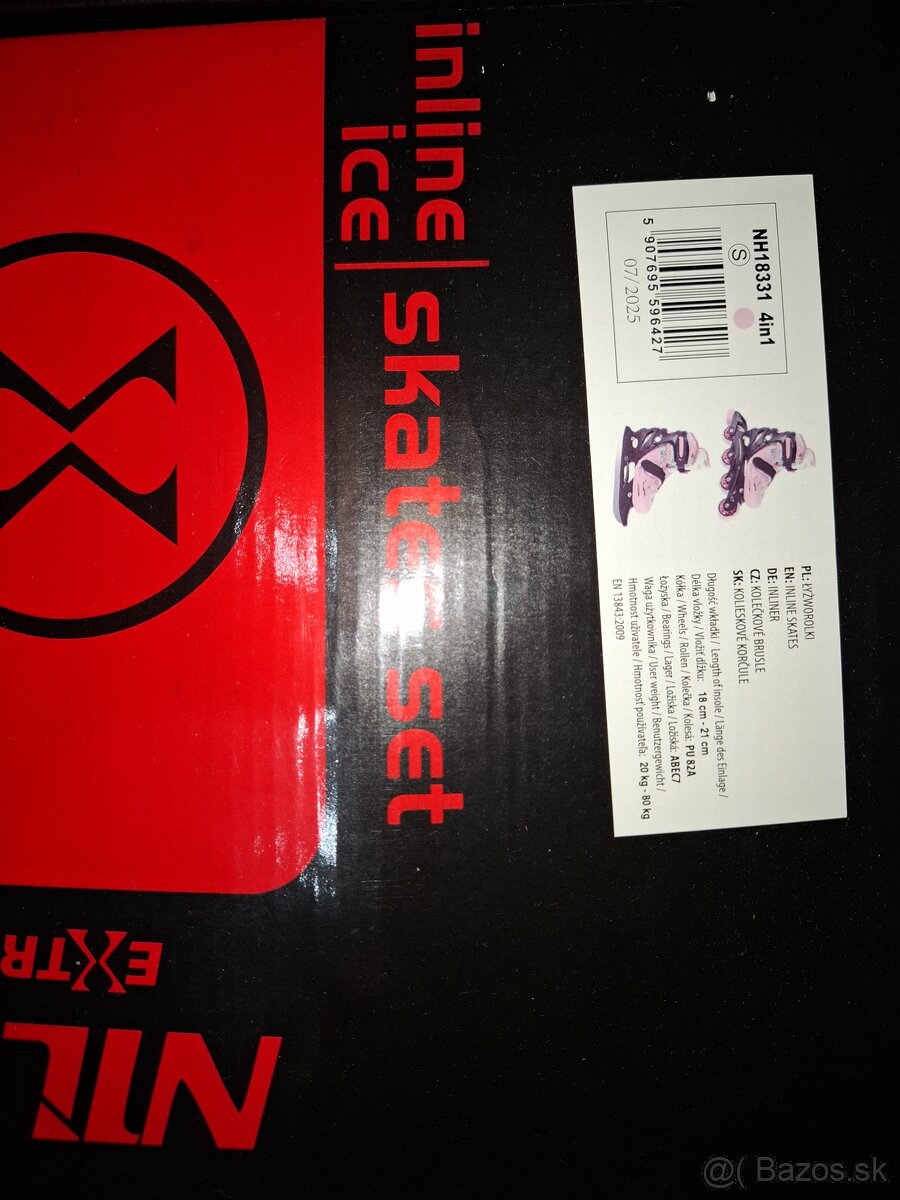 inline
ice
skates set
NH18331 4in1
S
5 907695 596427
07/2025
PL: ŁYŻWOROLKI
EN: INLINE SKATES
DE: INLINER
CZ: KOLEČKOVÉ BRUSLE
SK: KOLIESKOVÉ KORČULE
Długość wkładki / Length of insole / Länge des Einlage /
Délka vložky / Vložiť dĺžku: 18 cm - 21 cm
Kółka / Wheels / Rollen / Kolečka / Kolesá: PU 82A
Łożyska / Bearings / Lager / Ložiska / Ložiská: ABEC7
Waga użytkownika / User weight / Benutzergewicht /
Hmotnost uživatele / Hmotnosť používateľa: 20 kg - 80 kg
EN 13843:2009
EXTR
NIL
@( Bazos.sk